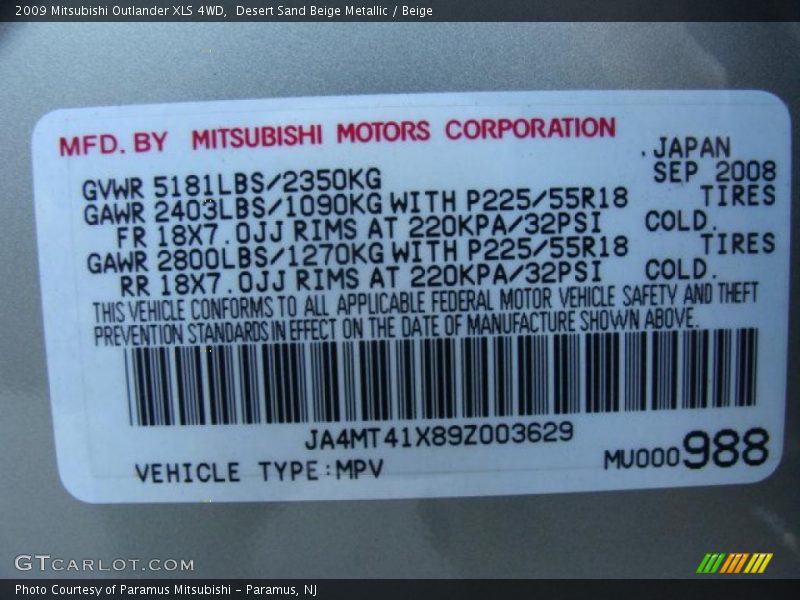 2009 Mitsubishi Outlander XLS 4WD,  Desert Sand Beige Metallic / Beige
MFD. BY MITSUBISHI MOTORS CORPORATION
.JAPAN
GVWR 5181LBS/2350KG SEP 2008
GAWR 2403LBS/1090KG WITH P225/55R18 TIRES
FR 18X7.0JJ RIMS AT 220KPA/32PSI COLD.
GAWR 2800LBS/1270KG WITH P225/55R18 TIRES
RR 18X7.0JJ RIMS AT 220KPA/32PSI COLD.
THIS VEHICLE CONFORMS TO ALL APPLICABLE FEDERAL MOTOR VEHICLE SAFETY AND THEFT
PREVENTION STANDARDS IN EFFECT ON THE DATE OF MANUFACTURE SHOWN ABOVE.
JA4MT41X89Z003629
VEHICLE TYPE:MPV MU000988
GTCARLOT.COM
Photo Courtesy of Paramus Mitsubishi - Paramus, NJ